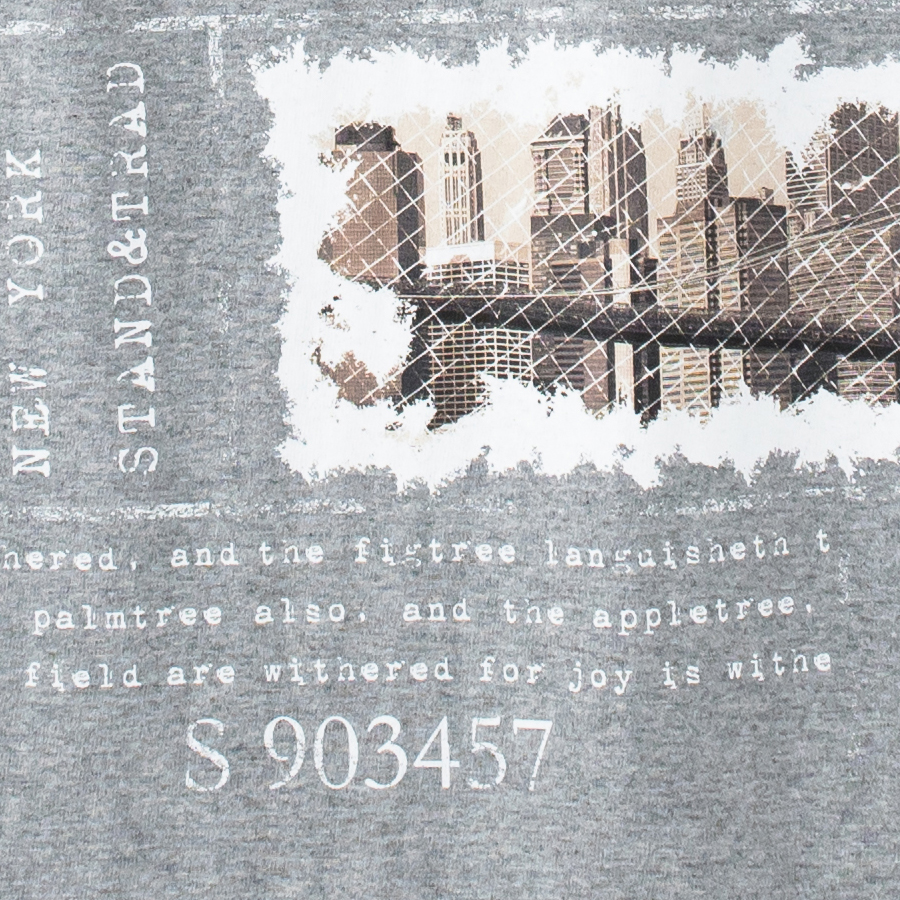 NEW YORK
STAND&TRAD
hered, and the figtree languisheth t
palmtree also, and the appletree,
field are withered for joy is withe
S 903457